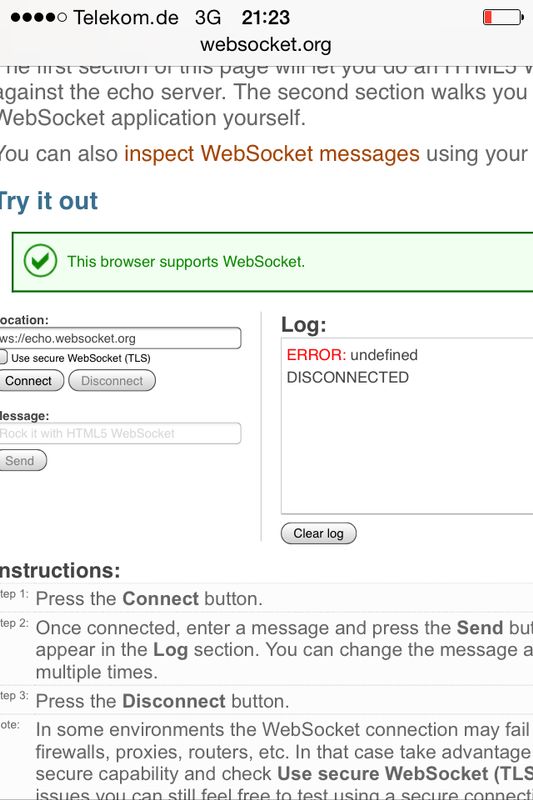 Telekom.de 3G 21:23
websocket.org
The first section of this page will let you do an HTML5 W
against the echo server. The second section walks you
WebSocket application yourself.
You can also inspect WebSocket messages using your
Try it out
This browser supports WebSocket.
ocation:
ws://echo.websocket.org
Use secure WebSocket (TLS)
Connect Disconnect
Message:
Rock it with HTML5 WebSocket
Send
Log:
ERROR: undefined
DISCONNECTED
Clear log
nstructions:
tep 1: Press the Connect button.
tep 2: Once connected, enter a message and press the Send but
appear in the Log section. You can change the message a
multiple times.
tep 3: Press the Disconnect button.
ote: In some environments the WebSocket connection may fail
firewalls, proxies, routers, etc. In that case take advantage
secure capability and check Use secure WebSocket (TLS
issues you can still feel free to test using a secure connecti